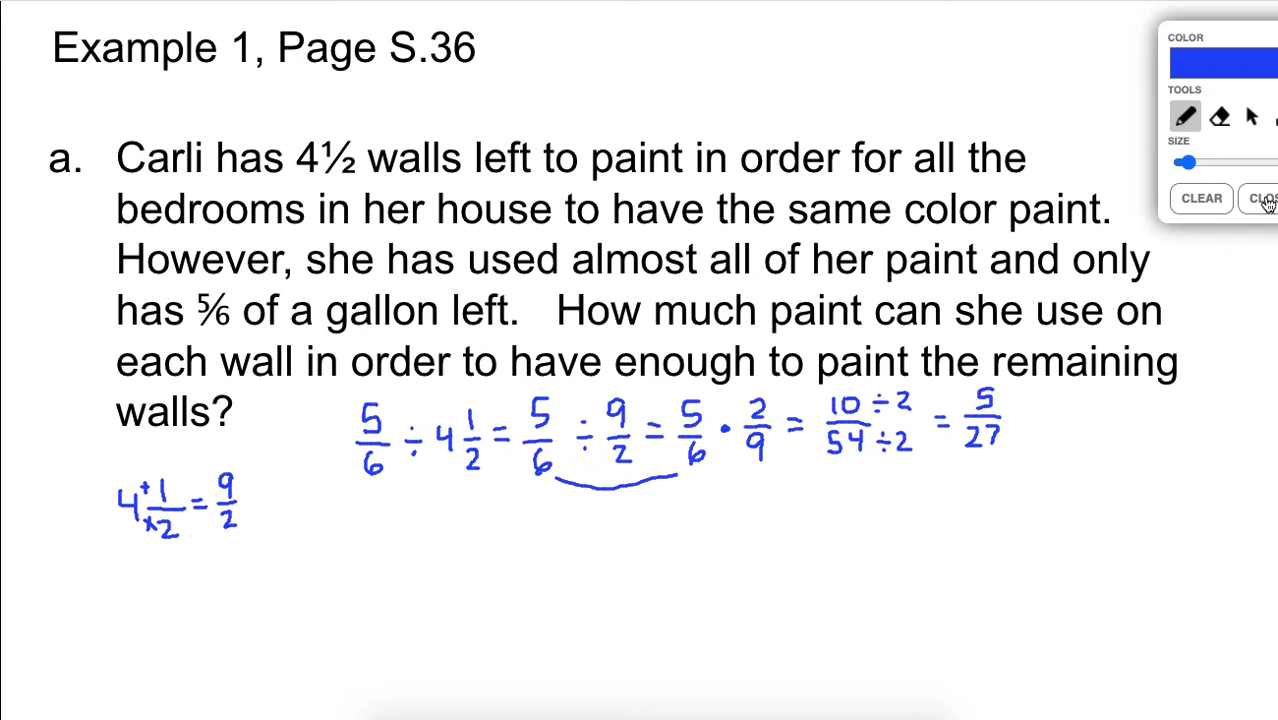 Example 1, Page S.36
a. Carli has 4½ walls left to paint in order for all the
bedrooms in her house to have the same color paint.
However, she has used almost all of her paint and only
has ⅚ of a gallon left. How much paint can she use on
each wall in order to have enough to paint the remaining
walls?
5/6 ÷ 4 1/2 = 5/6 ÷ 9/2 = 5/6 • 2/9 = 10÷2/54÷2 = 5/27
4 +1/×2 = 9/2
COLOR
TOOLS
SIZE
CLEAR